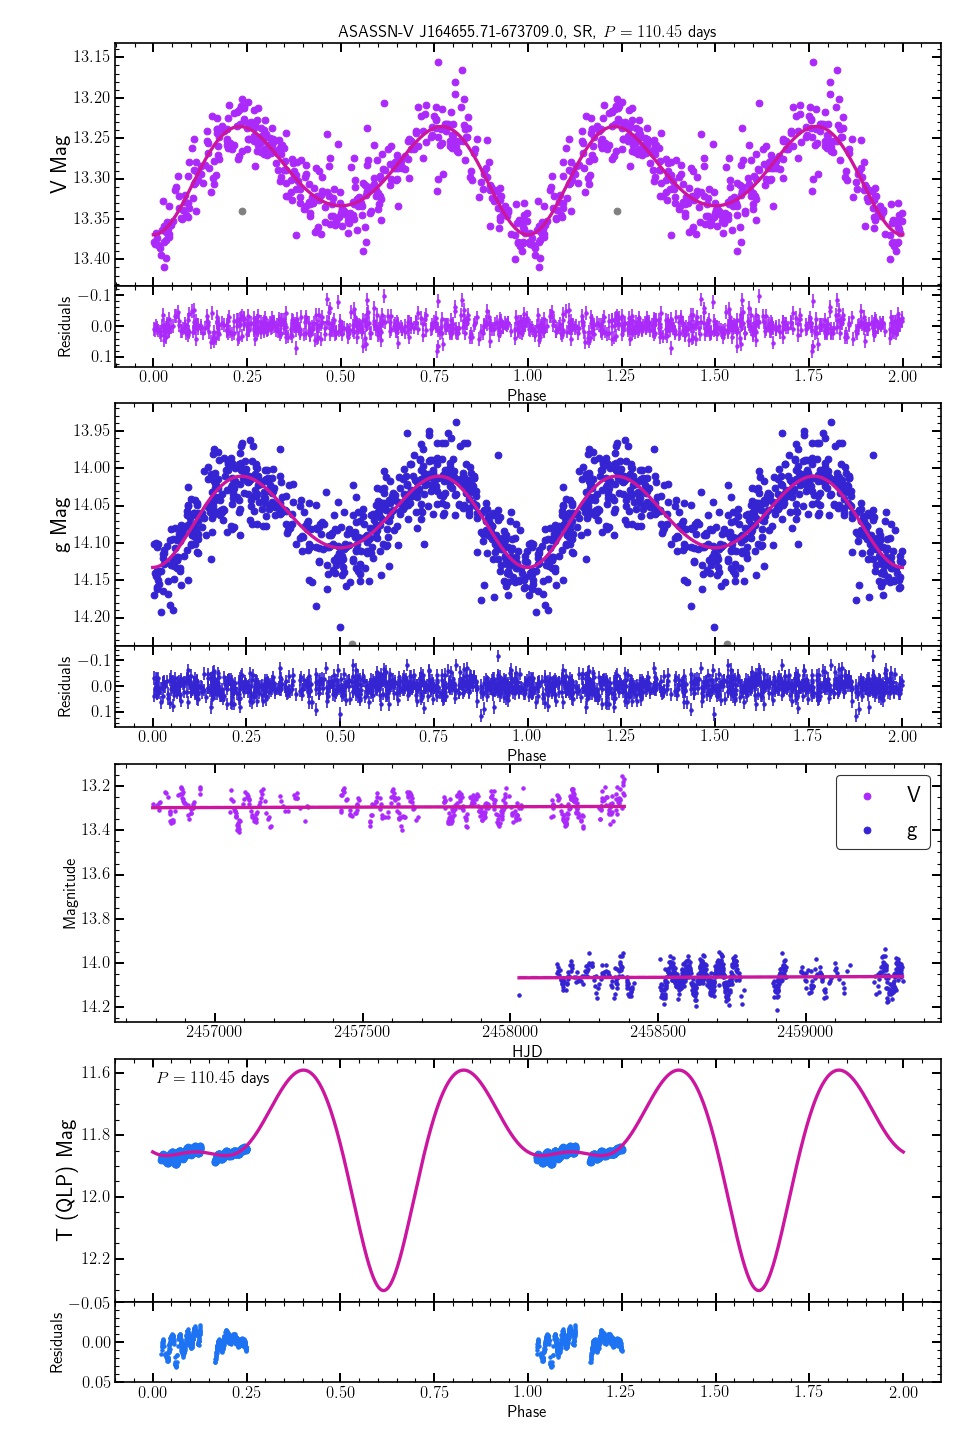 ASASSN-V J164655.71-673709.0, SR, P = 110.45 days
13.15
13.20
13.25
13.30
13.35
13.40
V Mag
−0.1
0.0
0.1
Residuals
0.00 0.25 0.50 0.75 1.00 1.25 1.50 1.75 2.00
Phase
13.95
14.00
14.05
14.10
14.15
14.20
g Mag
−0.1
0.0
0.1
Residuals
0.00 0.25 0.50 0.75 1.00 1.25 1.50 1.75 2.00
Phase
13.2
13.4
13.6
13.8
14.0
14.2
Magnitude
V
g
2457000 2457500 2458000 2458500 2459000
HJD
P = 110.45 days
11.6
11.8
12.0
12.2
T (QLP) Mag
−0.05
0.00
0.05
Residuals
0.00 0.25 0.50 0.75 1.00 1.25 1.50 1.75 2.00
Phase